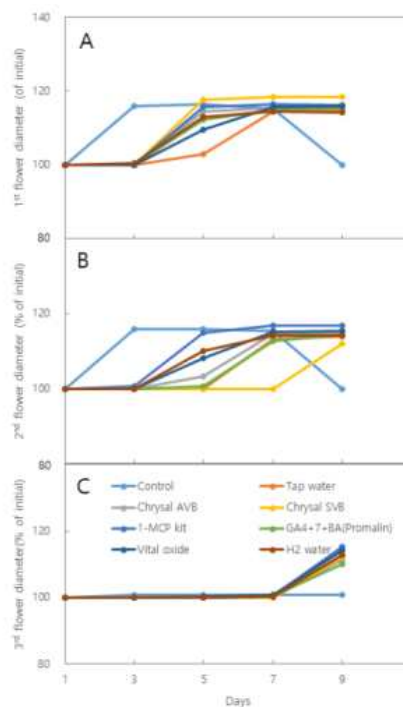 140
A
120
100
80
1st flower diameter (of initial)
B
120
100
80
2nd flower diameter (% of initial)
C
Control
Tap water
Chrysal AVB
Chrysal SVB
1-MCP kit
GA4+7+BA(Promalin)
Vital oxide
H2 water
120
100
80
3rd flower diameter(% of initial)
1 3 5 7 9
Days